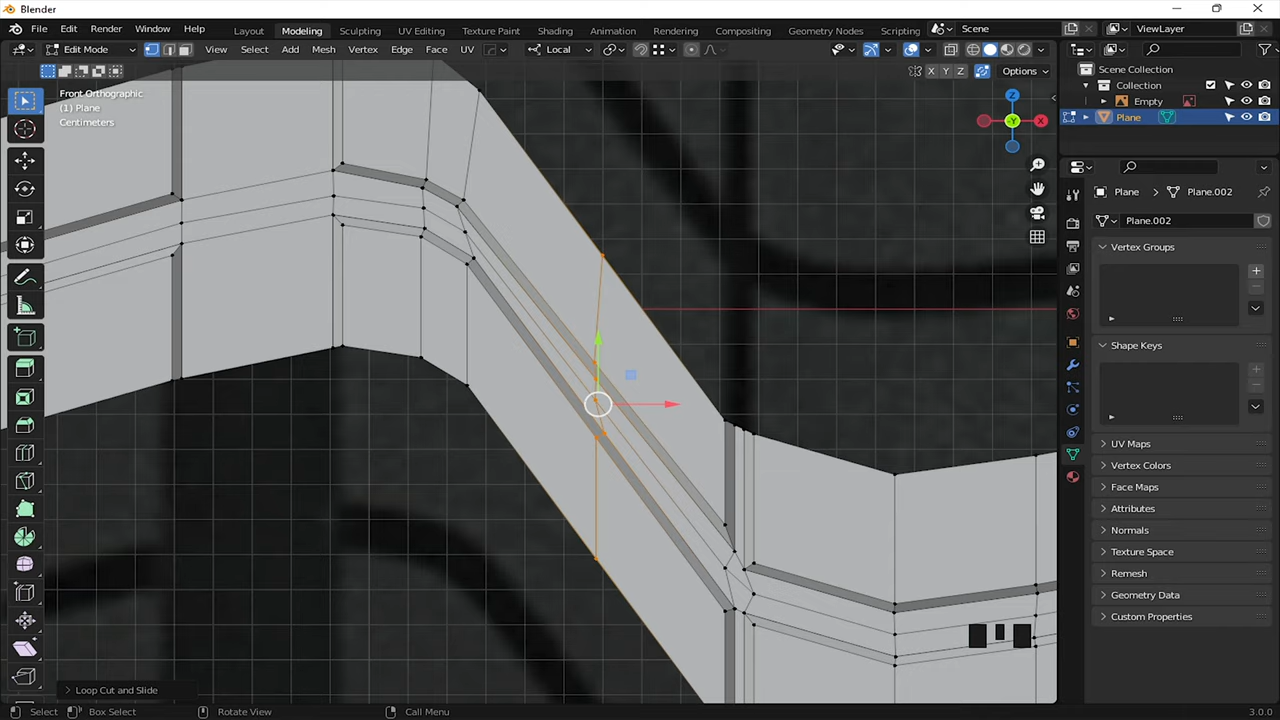 Blender
File Edit Render Window Help
Layout Modeling Sculpting UV Editing Texture Paint Shading Animation Rendering Compositing Geometry Nodes Scripting
Scene
ViewLayer
Edit Mode
View Select Add Mesh Vertex Edge Face UV
Local
X Y Z
Options
Front Orthographic
(1) Plane
Centimeters
Z
-Y
X
Scene Collection
Collection
Empty
Plane
Plane > Plane.002
Plane.002
Vertex Groups
Shape Keys
UV Maps
Vertex Colors
Face Maps
Attributes
Normals
Texture Space
Remesh
Geometry Data
Custom Properties
Loop Cut and Slide
Select Box Select Rotate View Call Menu
3.0.0